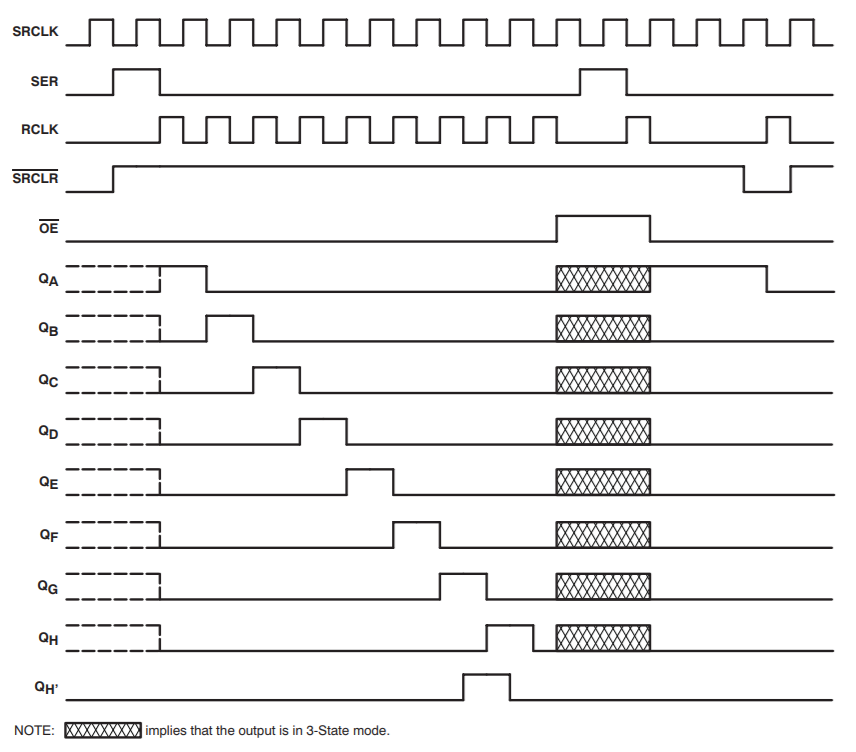 SRCLK
SER
RCLK
SRCLR
OE
QA
QB
QC
QD
QE
QF
QG
QH
QH'
NOTE: implies that the output is in 3-State mode.